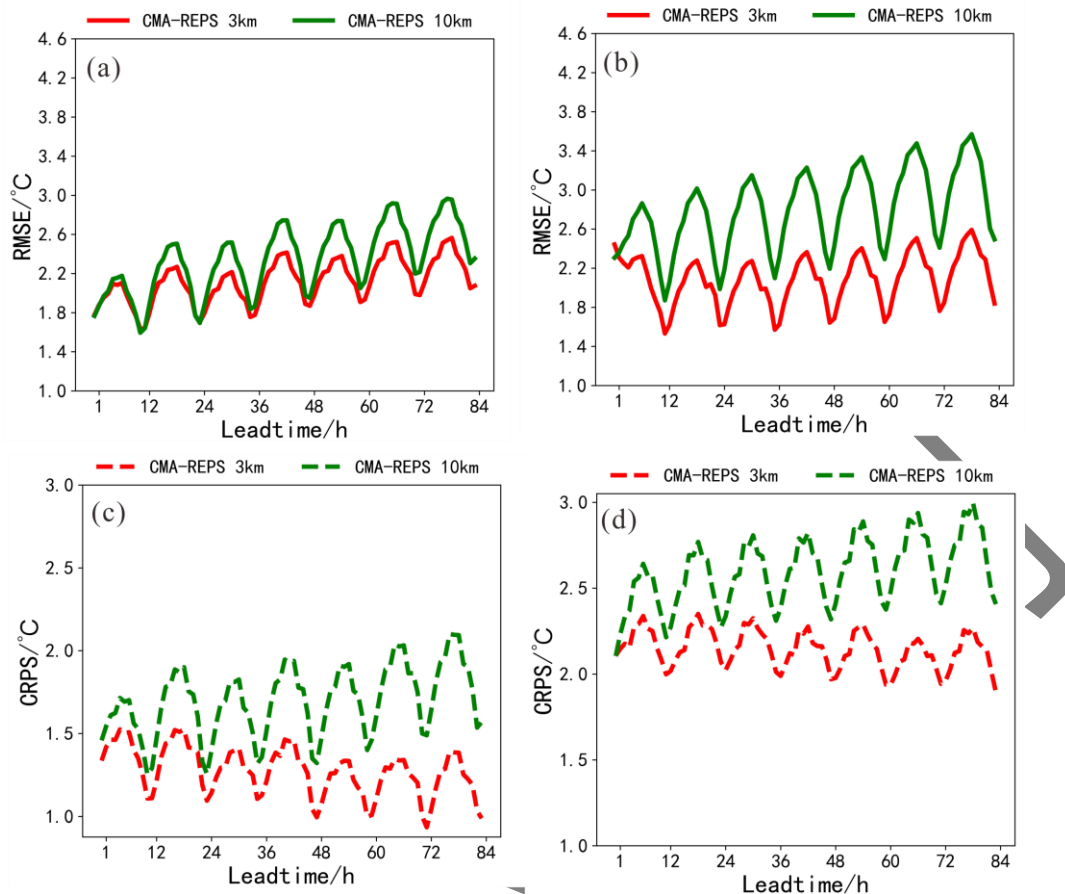 CMA-REPS 3km CMA-REPS 10km
(a)
RMSE/℃
4.6
4.2
3.8
3.4
3.0
2.6
2.2
1.8
1.4
1.0
1 12 24 36 48 60 72 84
Leadtime/h
CMA-REPS 3km CMA-REPS 10km
(b)
RMSE/℃
4.6
4.2
3.8
3.4
3.0
2.6
2.2
1.8
1.4
1.0
1 12 24 36 48 60 72 84
Leadtime/h
CMA-REPS 3km CMA-REPS 10km
(c)
CRPS/℃
3.0
2.5
2.0
1.5
1.0
1 12 24 36 48 60 72 84
Leadtime/h
CMA-REPS 3km CMA-REPS 10km
(d)
CRPS/℃
3.0
2.5
2.0
1.5
1.0
1 12 24 36 48 60 72 84
Leadtime/h